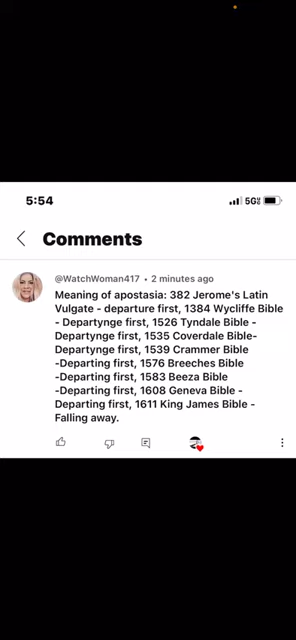 5:54
5G
Comments
@WatchWoman417 • 2 minutes ago
Meaning of apostasia: 382 Jerome's Latin
Vulgate - departure first, 1384 Wycliffe Bible
- Departynge first, 1526 Tyndale Bible -
Departynge first, 1535 Coverdale Bible-
Departynge first, 1539 Crammer Bible
-Departing first, 1576 Breeches Bible
-Departing first, 1583 Beeza Bible
-Departing first, 1608 Geneva Bible -
Departing first, 1611 King James Bible -
Falling away.